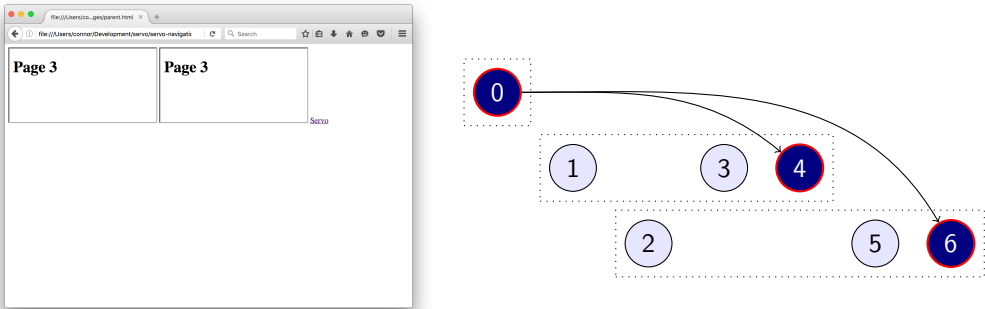 file:///Users/co...ges/parent.html × +
file:///Users/connor/Development/servo/servo-navigatio Search
Page 3 Page 3
Servo
0
1 3 4
2 5 6